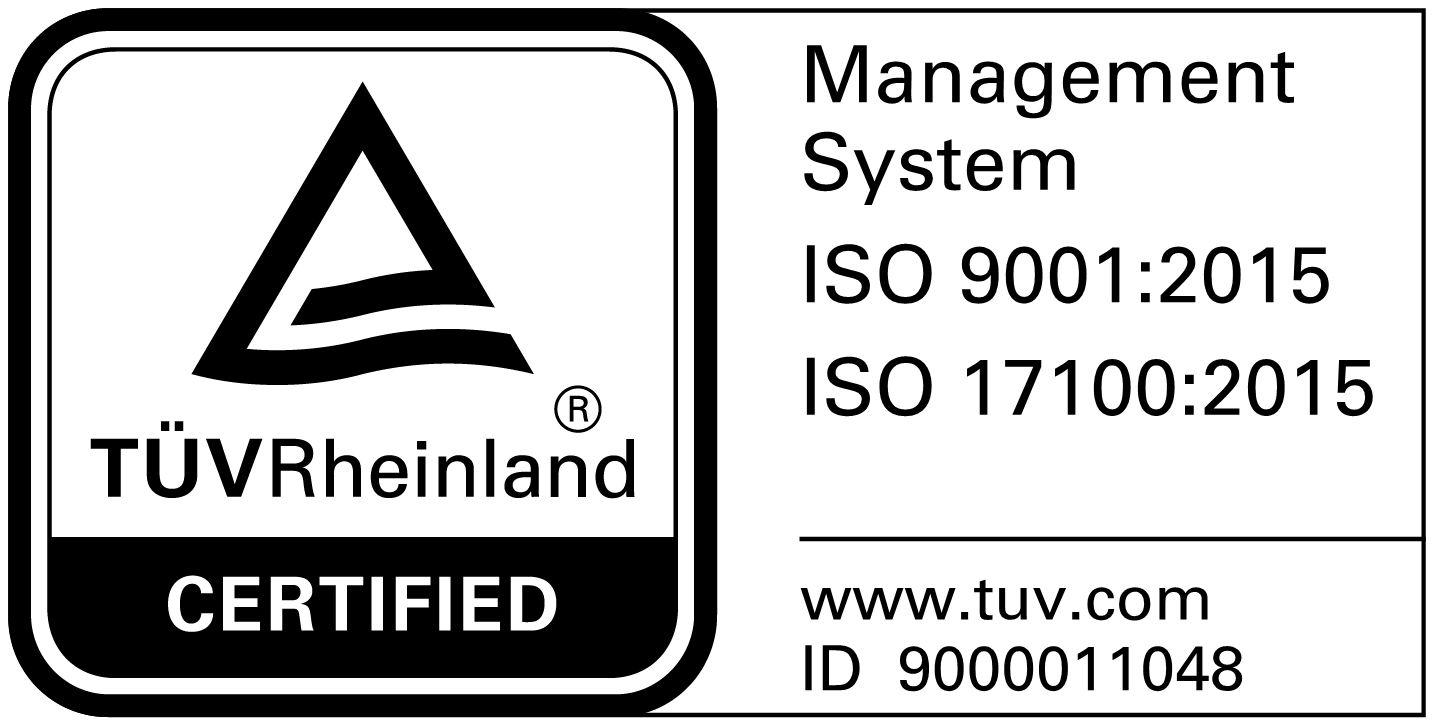 ®
TÜVRheinland
CERTIFIED
Management
System
ISO 9001:2015
ISO 17100:2015
www.tuv.com
ID 9000011048